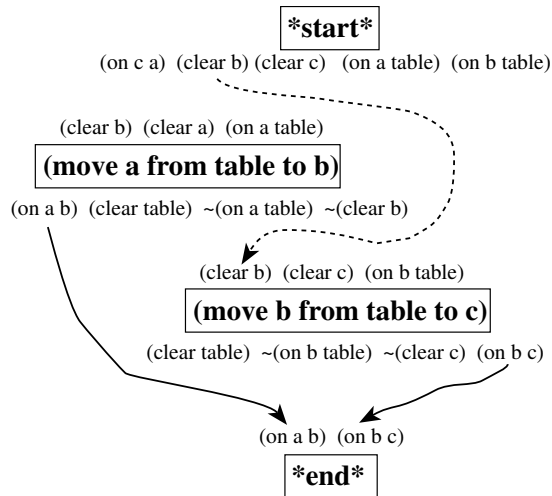 *start*
(on c a) (clear b) (clear c) (on a table) (on b table)
(clear b) (clear a) (on a table)
(move a from table to b)
(on a b) (clear table) ~(on a table) ~(clear b)
(clear b) (clear c) (on b table)
(move b from table to c)
(clear table) ~(on b table) ~(clear c) (on b c)
(on a b) (on b c)
*end*